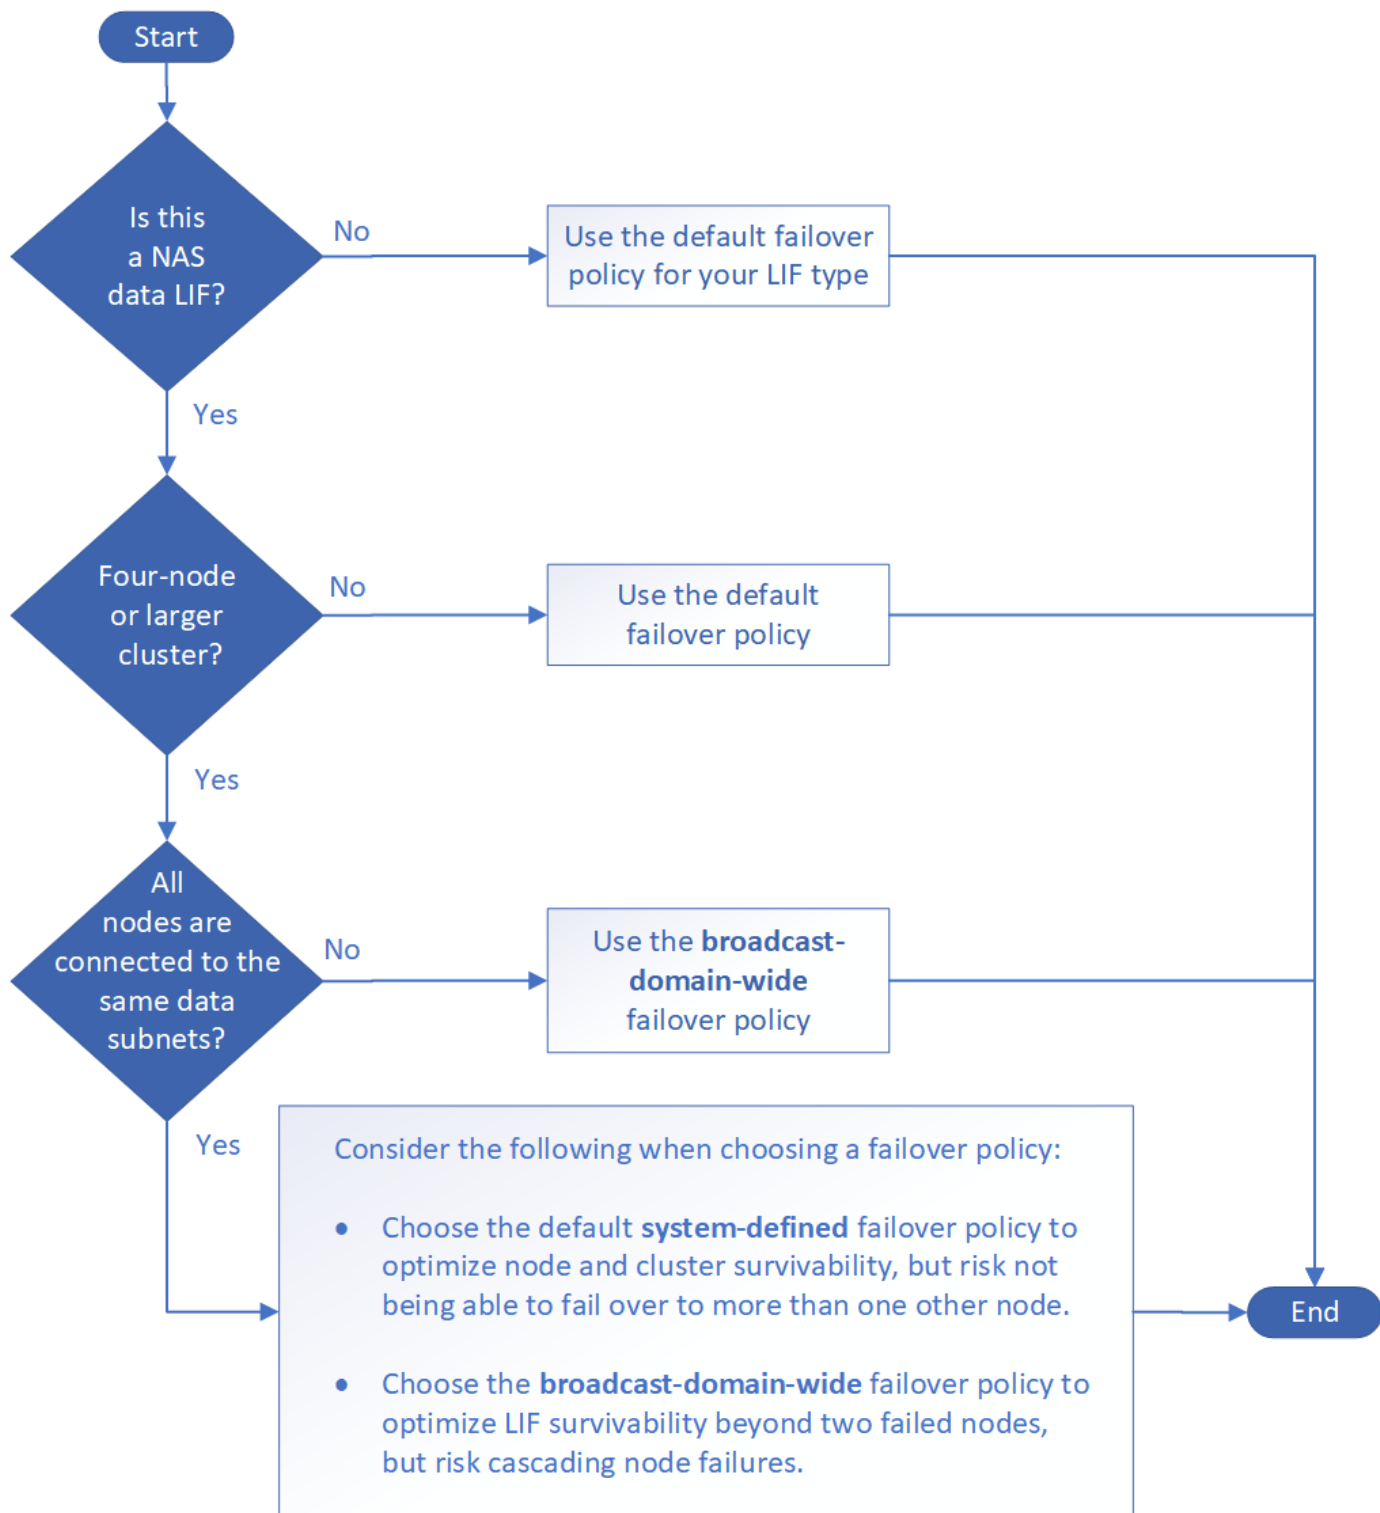 Start
Is this
a NAS
data LIF?
No
Use the default failover
policy for your LIF type
Yes
Four-node
or larger
cluster?
No
Use the default
failover policy
Yes
All
nodes are
connected to the
same data
subnets?
No
Use the broadcast-
domain-wide
failover policy
Yes
Consider the following when choosing a failover policy:
• Choose the default system-defined failover policy to
optimize node and cluster survivability, but risk not
being able to fail over to more than one other node.
• Choose the broadcast-domain-wide failover policy to
optimize LIF survivability beyond two failed nodes,
but risk cascading node failures.
End